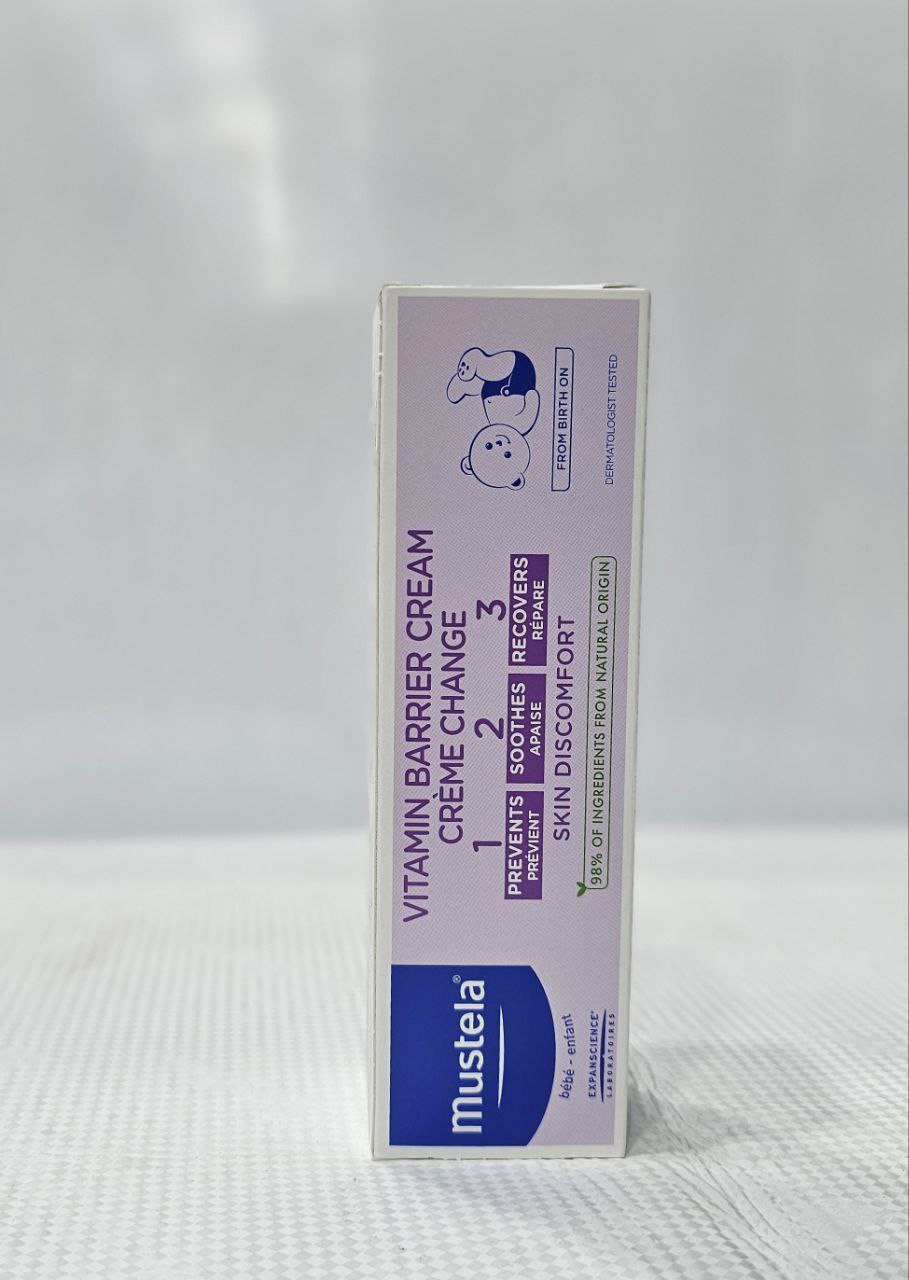 mustela®
bébé - enfant
EXPANSCIENCE®
LABORATOIRES
VITAMIN BARRIER CREAM
CRÈME CHANGE
1 2 3
PREVENTS SOOTHES RECOVERS
PRÉVIENT APAISE RÉPARE
SKIN DISCOMFORT
98% OF INGREDIENTS FROM NATURAL ORIGIN
FROM BIRTH ON
DERMATOLOGIST TESTED